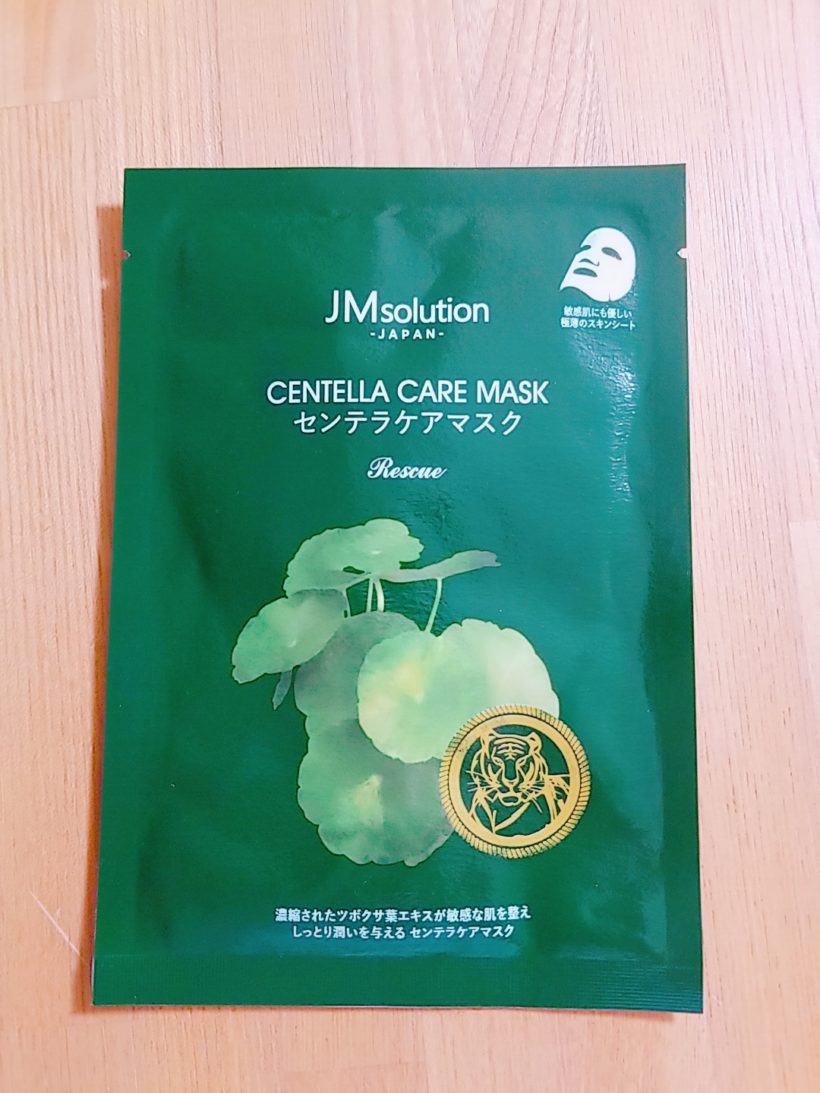 JMsolution
-JAPAN-
敏感肌にも優しい
極薄のスキンシート
CENTELLA CARE MASK
センテラケアマスク
Rescue
濃縮されたツボクサ葉エキスが敏感な肌を整え
しっとり潤いを与える センテラケアマスク